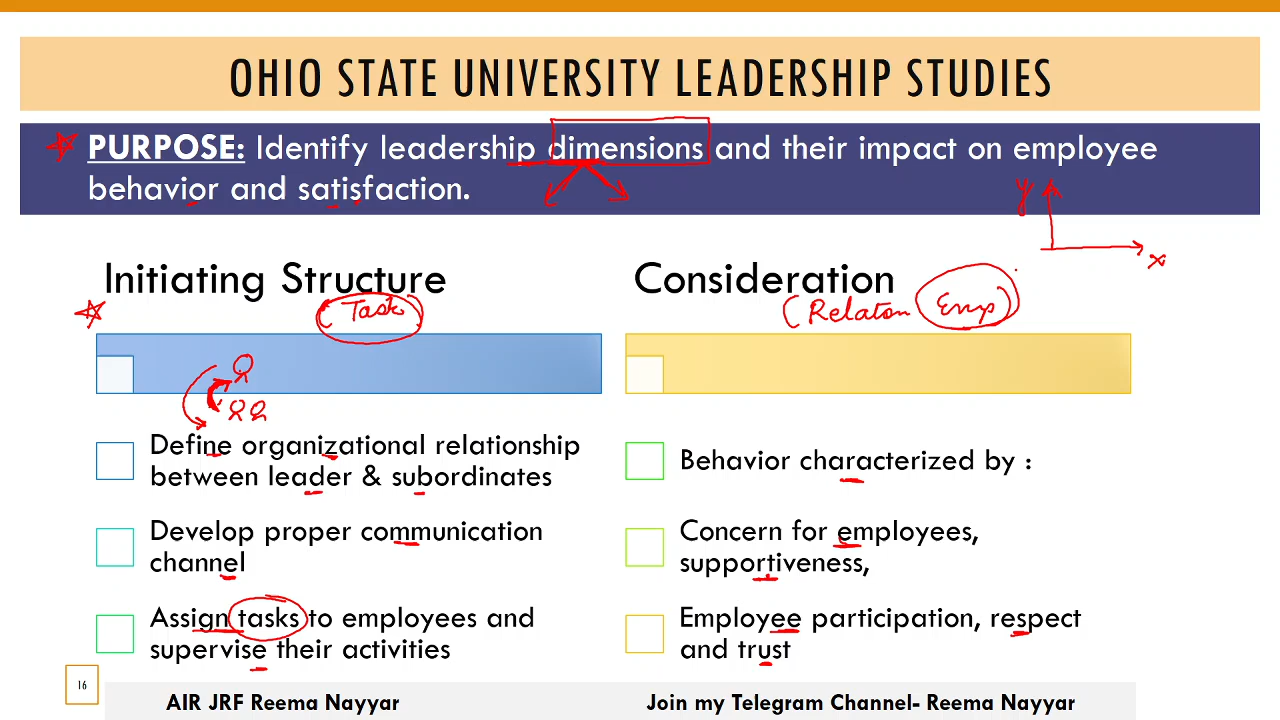 OHIO STATE UNIVERSITY LEADERSHIP STUDIES
PURPOSE: Identify leadership dimensions and their impact on employee
behavior and satisfaction.
y
x
Initiating Structure
(Task)
Define organizational relationship
between leader & subordinates
Develop proper communication
channel
Assign tasks to employees and
supervise their activities
Consideration
(Relaton Emp)
Behavior characterized by :
Concern for employees,
supportiveness,
Employee participation, respect
and trust
16
AIR JRF Reema Nayyar
Join my Telegram Channel- Reema Nayyar